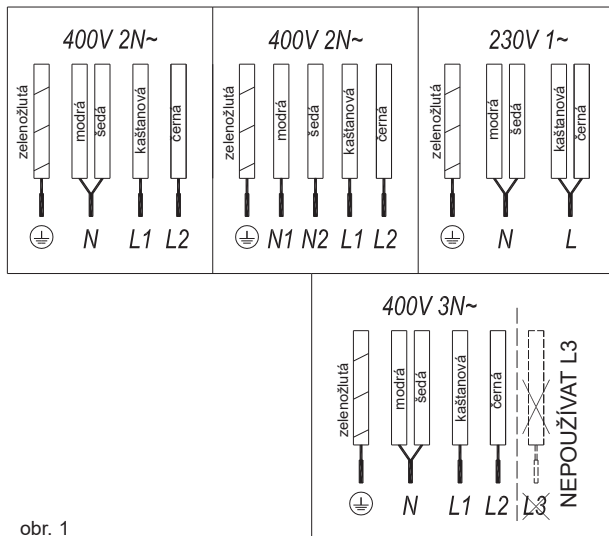 400V 2N~
zelenožlutá
modrá
šedá
kaštanová
černá
N
L1
L2
400V 2N~
zelenožlutá
modrá
šedá
kaštanová
černá
N1
N2
L1
L2
230V 1~
zelenožlutá
modrá
šedá
kaštanová
černá
N
L
400V 3N~
zelenožlutá
modrá
šedá
kaštanová
černá
N
L1
L2
L3
NEPOUŽÍVAT L3
obr. 1